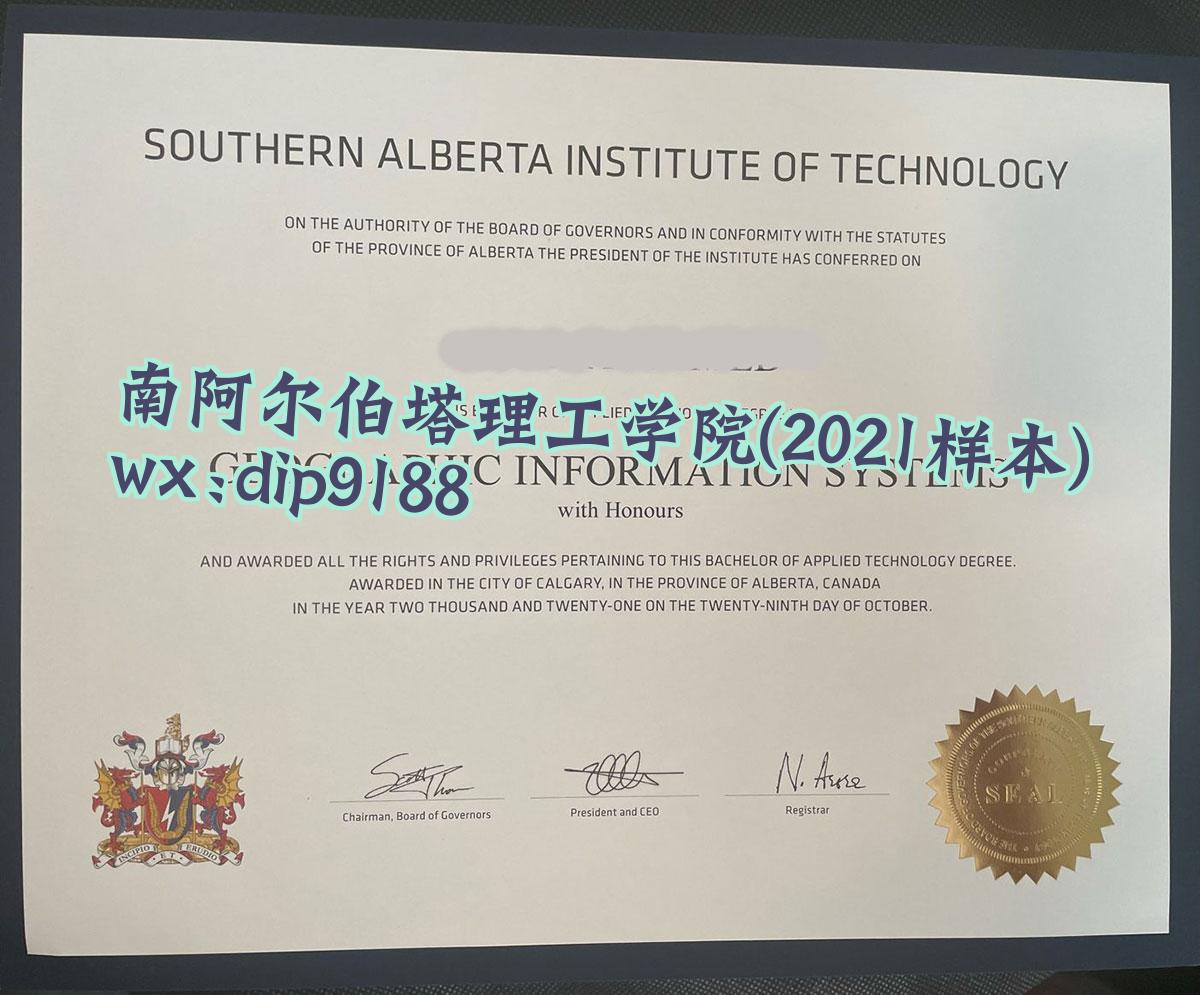 SOUTHERN ALBERTA INSTITUTE OF TECHNOLOGY
ON THE AUTHORITY OF THE BOARD OF GOVERNORS AND IN CONFORMITY WITH THE STATUTES
OF THE PROVINCE OF ALBERTA THE PRESIDENT OF THE INSTITUTE HAS CONFERRED ON
南阿尔伯塔理工学院(2021样本)
wx:dip9188
GEOGRAPHIC INFORMATION SYSTEMS
with Honours
AND AWARDED ALL THE RIGHTS AND PRIVILEGES PERTAINING TO THIS BACHELOR OF APPLIED TECHNOLOGY DEGREE.
AWARDED IN THE CITY OF CALGARY, IN THE PROVINCE OF ALBERTA, CANADA
IN THE YEAR TWO THOUSAND AND TWENTY-ONE ON THE TWENTY-NINTH DAY OF OCTOBER.
Chairman, Board of Governors
President and CEO
Registrar
INCIPIO ET ERUDIO
SEAL